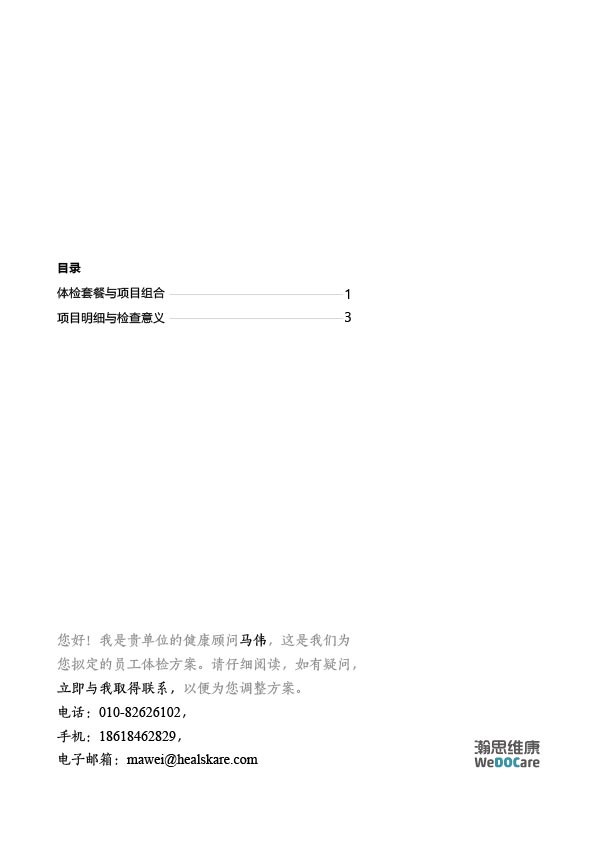 目录
体检套餐与项目组合 1
项目明细与检查意义 3
您好！我是贵单位的健康顾问马伟，这是我们为
您拟定的员工体检方案。请仔细阅读，如有疑问，
立即与我取得联系，以便为您调整方案。
电话：010-82626102，
手机：18618462829，
电子邮箱：mawei@healskare.com
瀚思维康
WeDOCare